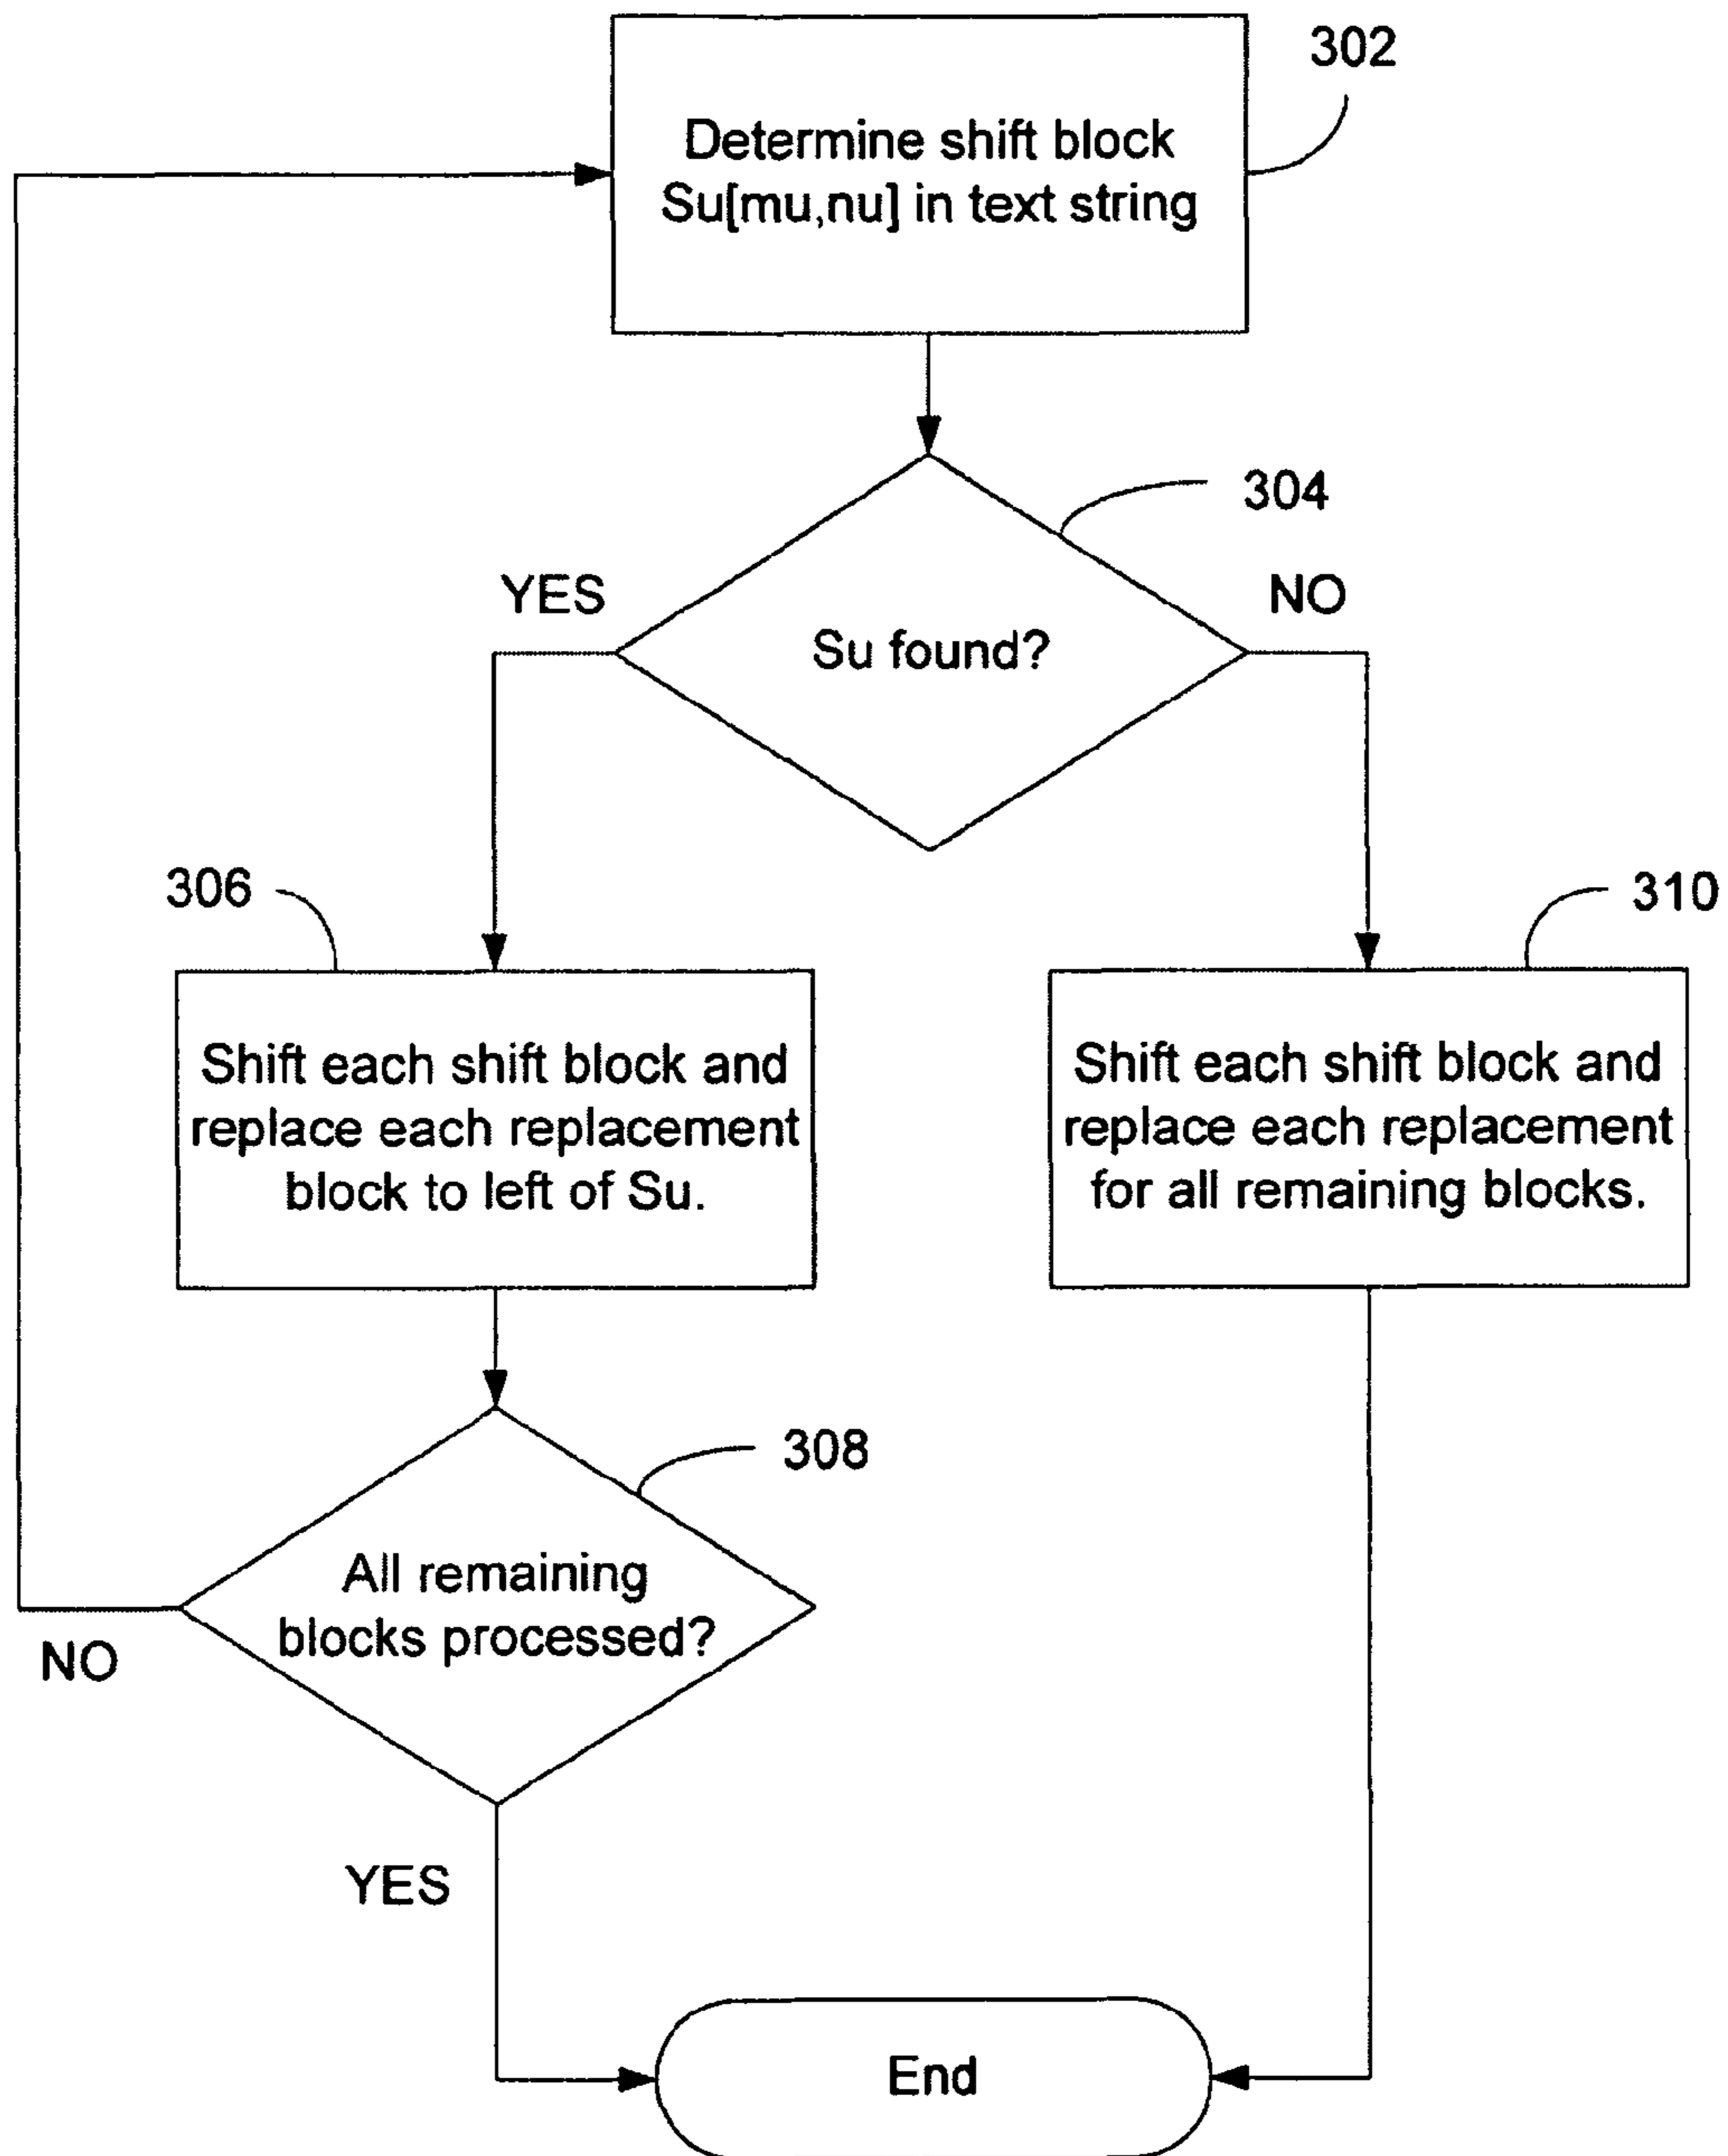 302
Determine shift block
Su[mu,nu] in text string
304
YES
NO
Su found?
306
310
Shift each shift block and
replace each replacement
block to left of Su.
Shift each shift block and
replace each replacement
for all remaining blocks.
308
All remaining
blocks processed?
NO
YES
End